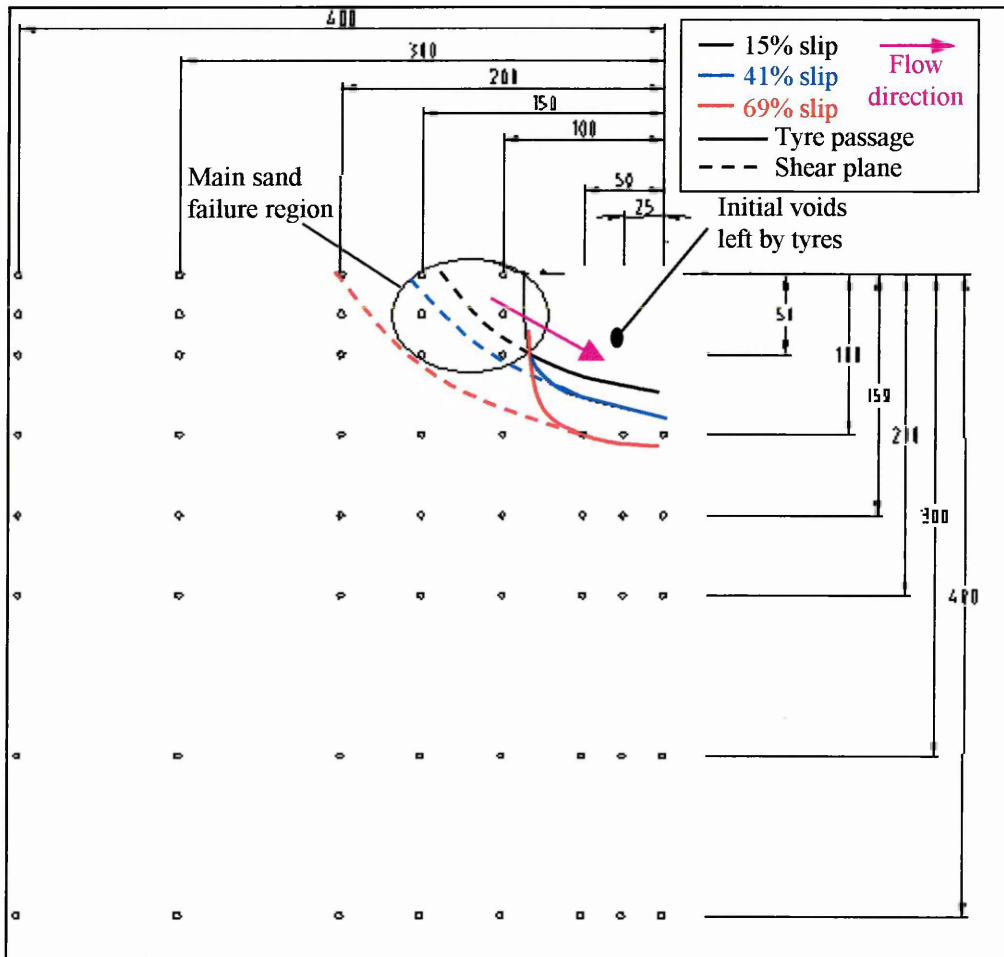 400
300
200
150
100
50
25
15% slip
41% slip
69% slip
Flow
direction
Tyre passage
Shear plane
Main sand
failure region
Initial voids
left by tyres
50
100
150
200
300
400